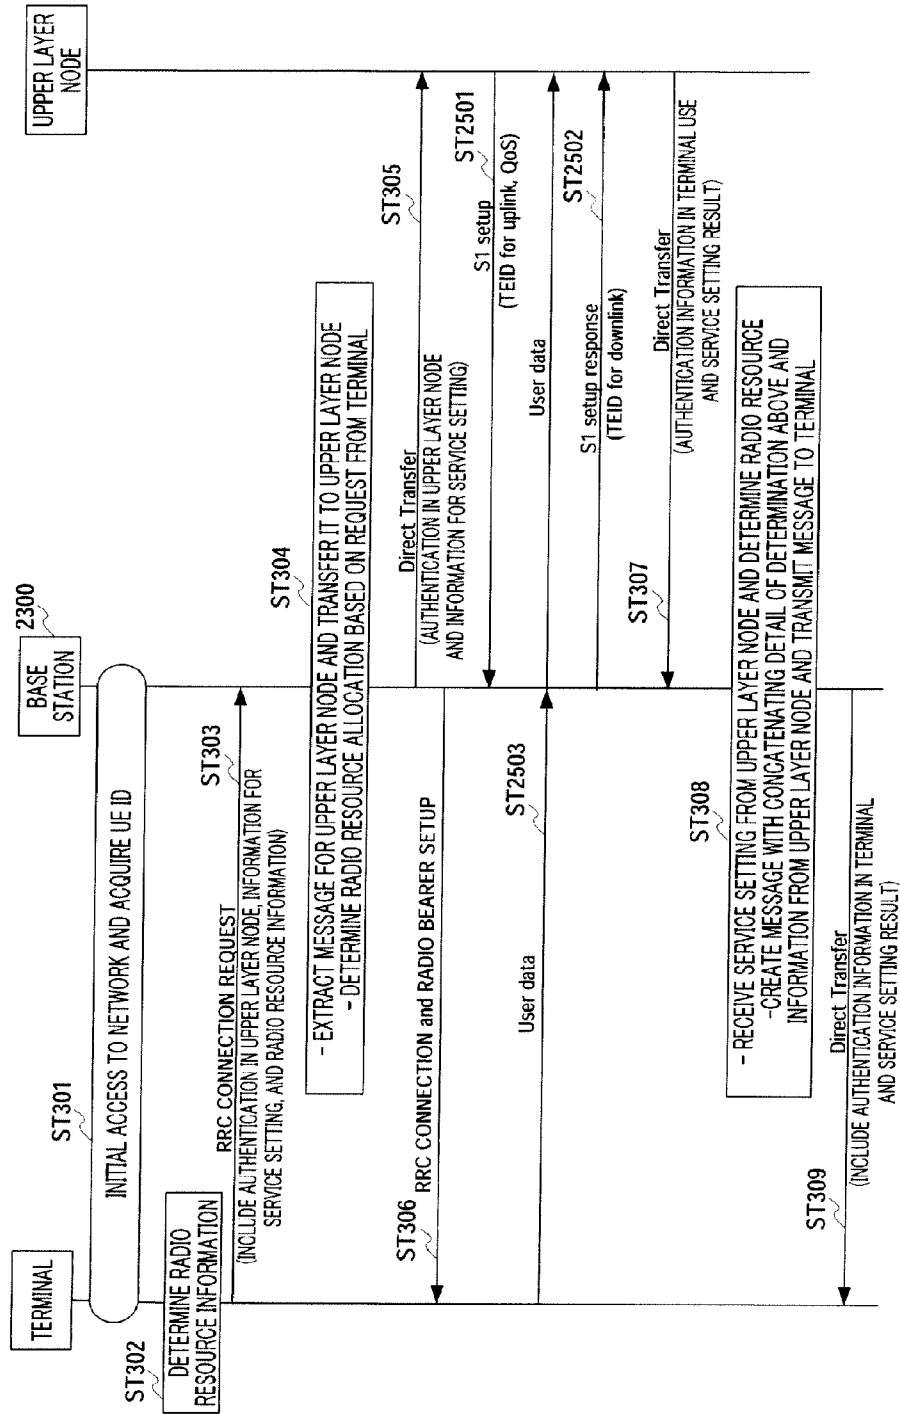 TERMINAL
BASE
STATION
2300
UPPER LAYER
NODE
ST301
INITIAL ACCESS TO NETWORK AND ACQUIRE UE ID
ST302
DETERMINE RADIO
RESOURCE INFORMATION
RRC CONNECTION REQUEST
ST303
(INCLUDE AUTHENTICATION IN UPPER LAYER NODE, INFORMATION FOR
SERVICE SETTING, AND RADIO RESOURCE INFORMATION)
ST304
- EXTRACT MESSAGE FOR UPPER LAYER NODE AND TRANSFER IT TO UPPER LAYER NODE
- DETERMINE RADIO RESOURCE ALLOCATION BASED ON REQUEST FROM TERMINAL
ST305
Direct Transfer
(AUTHENTICATION IN UPPER LAYER NODE
AND INFORMATION FOR SERVICE SETTING)
ST306
RRC CONNECTION and RADIO BEARER SETUP
ST2501
S1 setup
(TEID for uplink, QoS)
User data
ST2503
User data
ST2502
S1 setup response
(TEID for downlink)
ST307
Direct Transfer
(AUTHENTICATION INFORMATION IN TERMINAL USE
AND SERVICE SETTING RESULT)
ST308
- RECEIVE SERVICE SETTING FROM UPPER LAYER NODE AND DETERMINE RADIO RESOURCE
-CREATE MESSAGE WITH CONCATENATING DETAIL OF DETERMINATION ABOVE AND
INFORMATION FROM UPPER LAYER NODE AND TRANSMIT MESSAGE TO TERMINAL
ST309
Direct Transfer
(INCLUDE AUTHENTICATION INFORMATION IN TERMINAL
AND SERVICE SETTING RESULT)